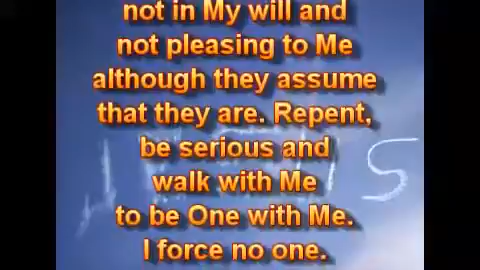 not in My will and
not pleasing to Me
although they assume
that they are. Repent,
be serious and
walk with Me
to be One with Me.
I force no one.